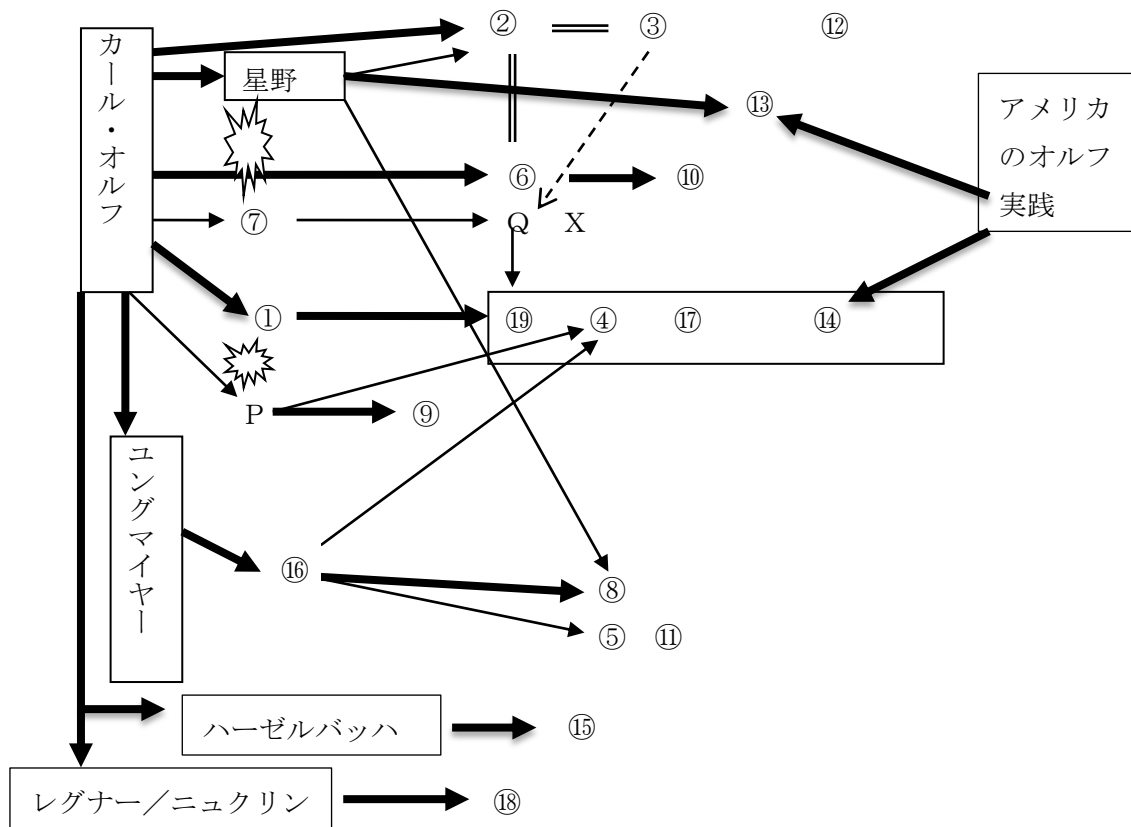 ② ③ ⑫
カール・オルフ
星野
⑬
アメリカ
のオルフ
実践
⑥ ⑩
⑦ Q X
① ⑲ ④ ⑰ ⑭
P ⑨
ユングマイヤー
⑯ ⑧
⑤ ⑪
ハーゼルバッハ ⑮
レグナー／ニュクリン ⑱